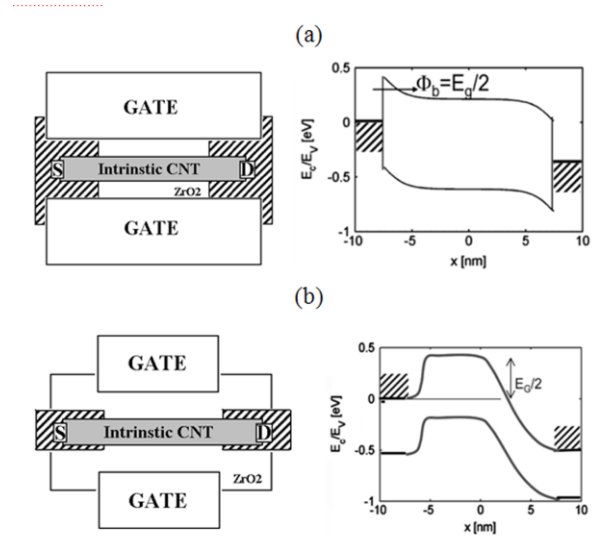 (a)
GATE
S Intrinstic CNT D
ZrO2
GATE
Φb=Eg/2
0.5
0
-0.5
-1
Ec/EV [eV]
-10 -5 0 5 10
x [nm]
(b)
GATE
S Intrinstic CNT D
ZrO2
GATE
EG/2
0.5
0
-0.5
-1
Ec/EV [eV]
-10 -5 0 5 10
x [nm]